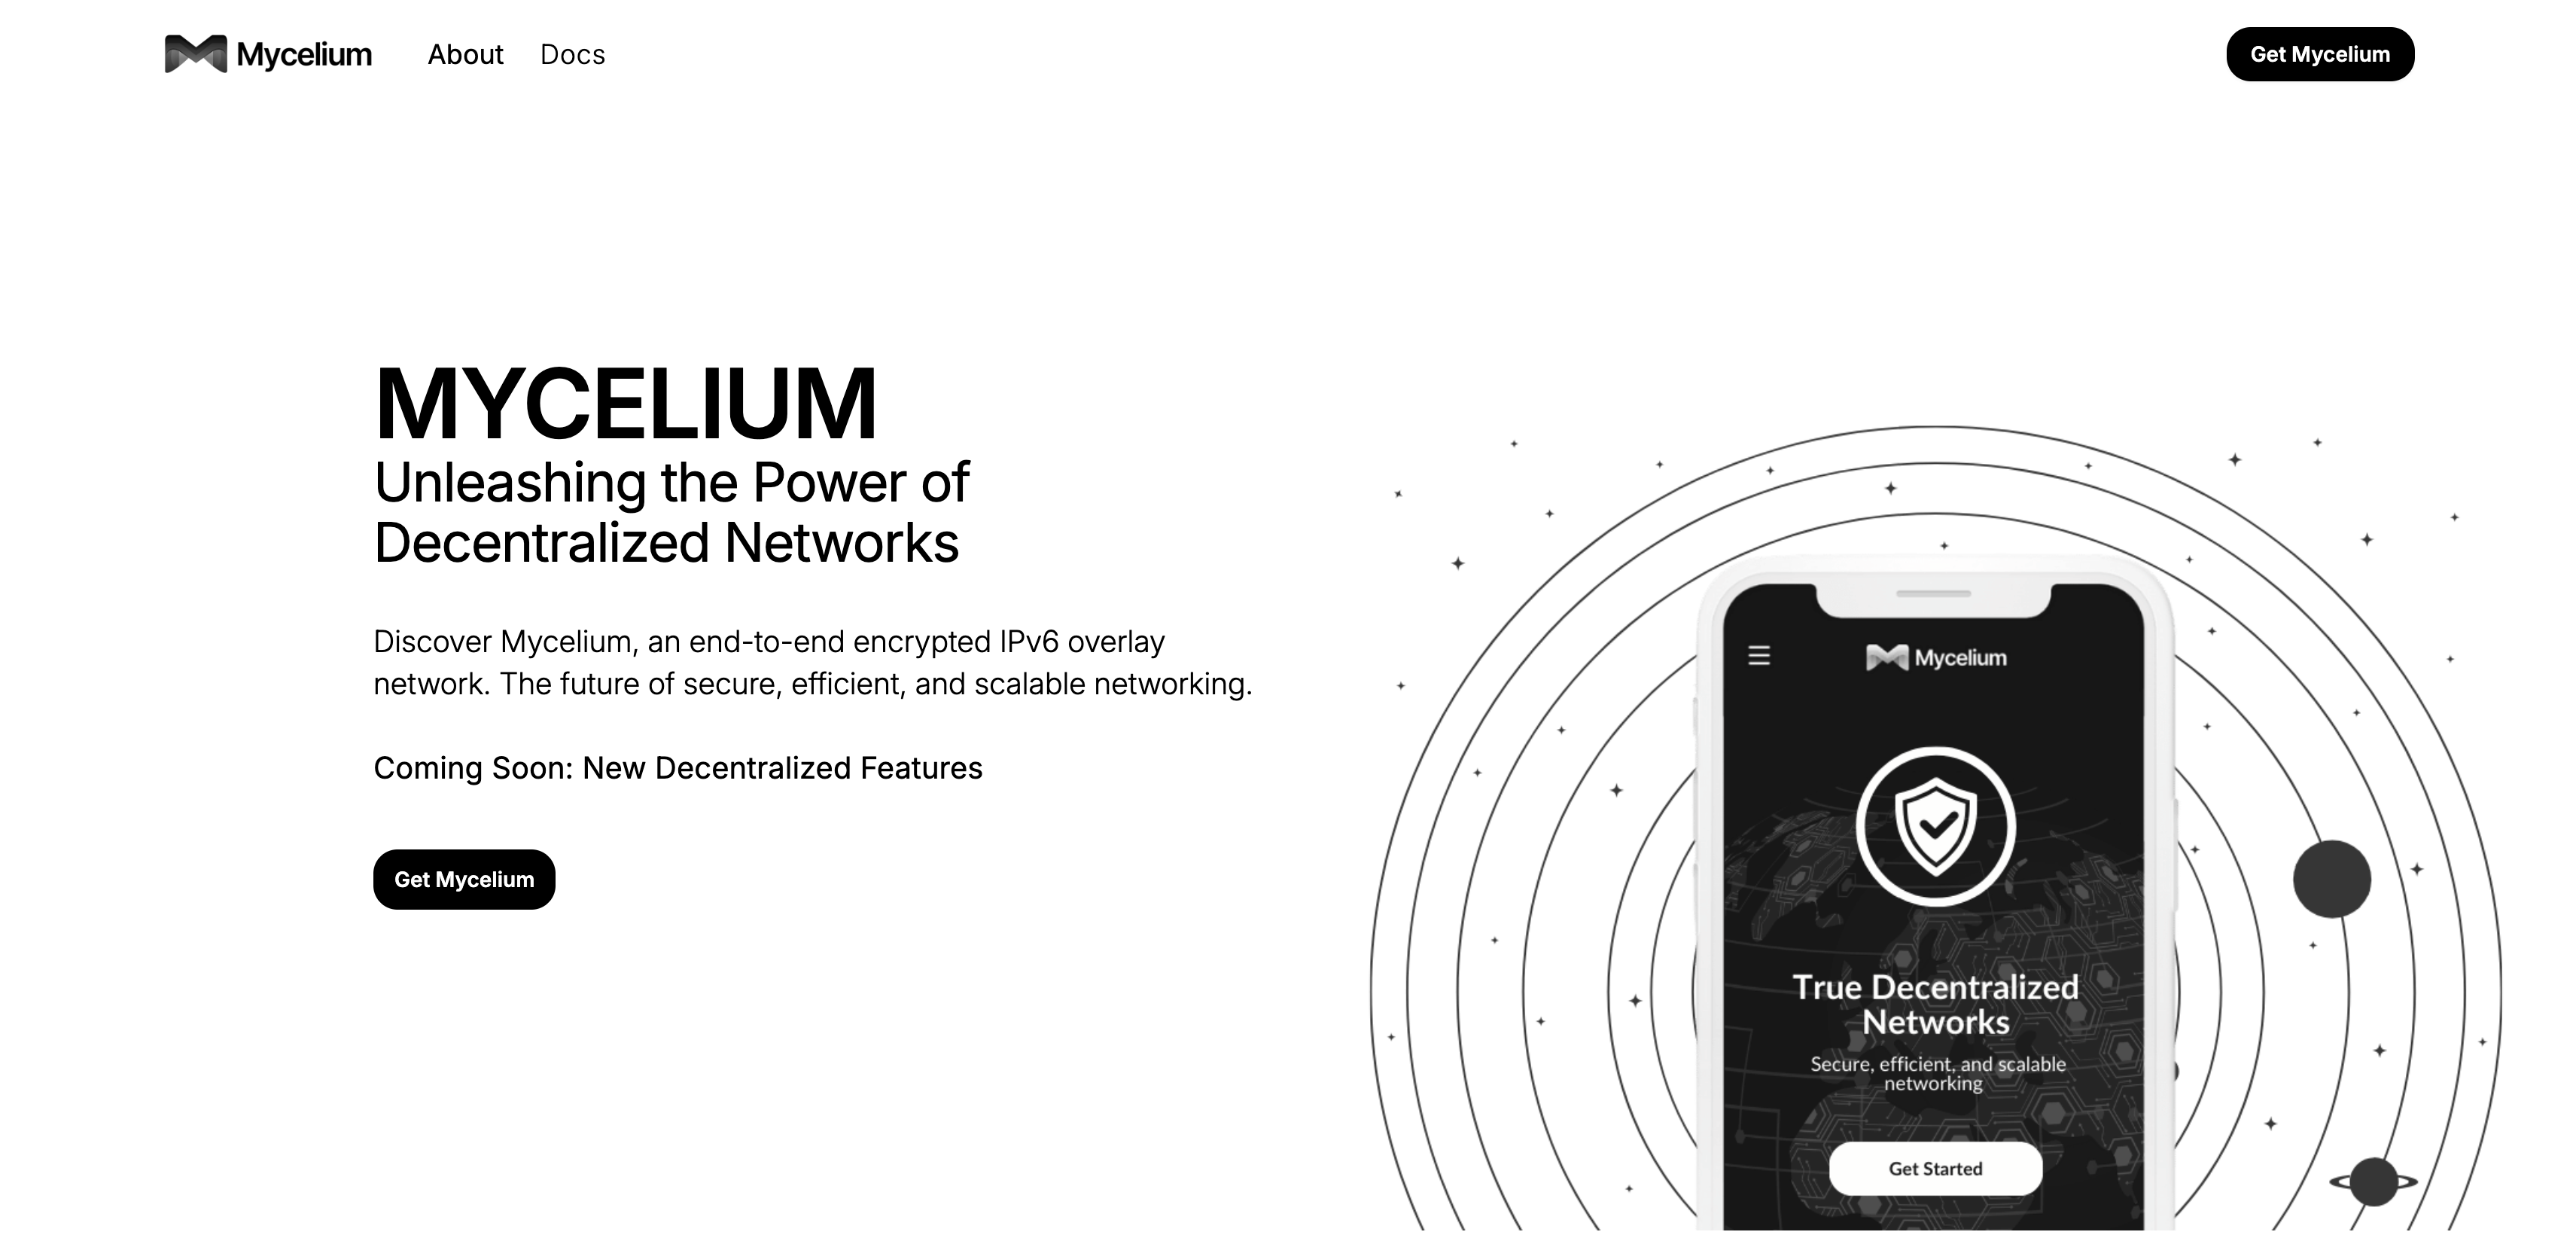 Mycelium
About
Docs
Get Mycelium
MYCELIUM
Unleashing the Power of
Decentralized Networks
Discover Mycelium, an end-to-end encrypted IPv6 overlay
network. The future of secure, efficient, and scalable networking.
Coming Soon: New Decentralized Features
Get Mycelium
Mycelium
True Decentralized
Networks
Secure, efficient, and scalable
networking
Get Started